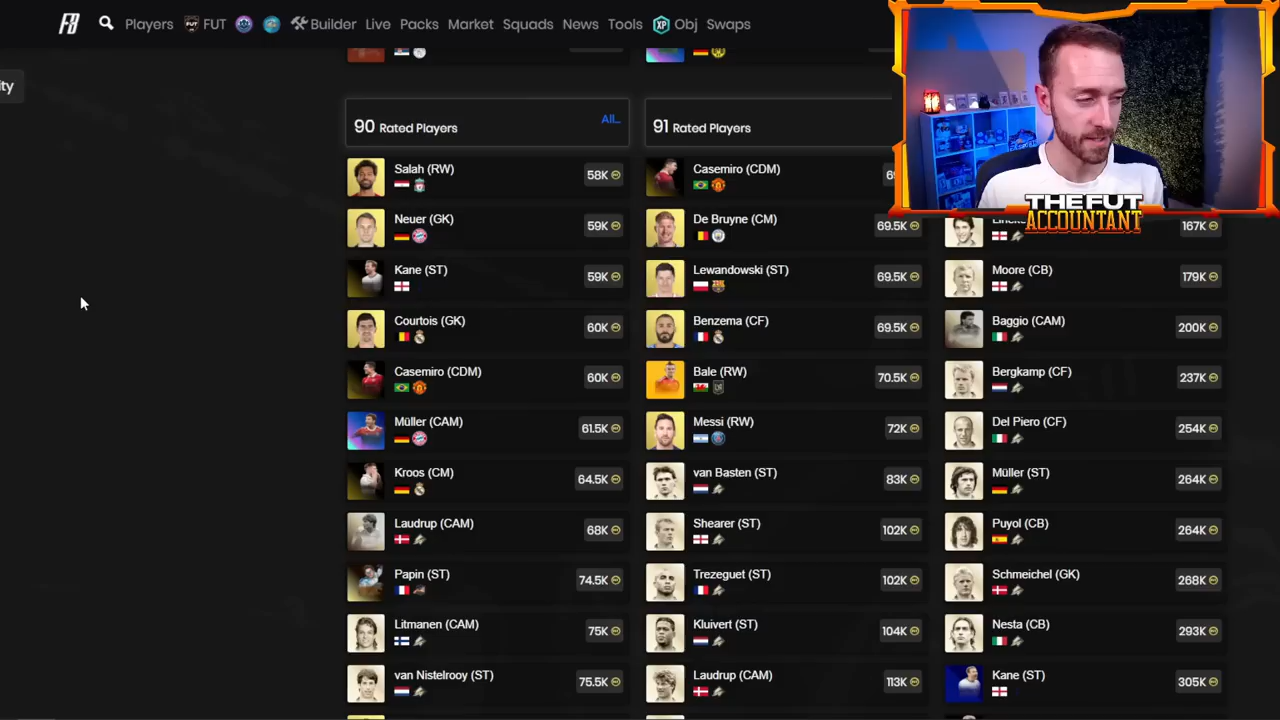 FB Players FUT Builder Live Packs Market Squads News Tools XP Obj Swaps
ity
90 Rated Players All...
Salah (RW) 58K
Neuer (GK) 59K
Kane (ST) 59K
Courtois (GK) 60K
Casemiro (CDM) 60K
Müller (CAM) 61.5K
Kroos (CM) 64.5K
Laudrup (CAM) 68K
Papin (ST) 74.5K
Litmanen (CAM) 75K
van Nistelrooy (ST) 75.5K
91 Rated Players
Casemiro (CDM)
De Bruyne (CM) 69.5K
Lewandowski (ST) 69.5K
Benzema (CF) 69.5K
Bale (RW) 70.5K
Messi (RW) 72K
van Basten (ST) 83K
Shearer (ST) 102K
Trezeguet (ST) 102K
Kluivert (ST) 104K
Laudrup (CAM) 113K
167K
Moore (CB) 179K
Baggio (CAM) 200K
Bergkamp (CF) 237K
Del Piero (CF) 254K
Müller (ST) 264K
Puyol (CB) 264K
Schmeichel (GK) 268K
Nesta (CB) 293K
Kane (ST) 305K
THE FUT
ACCOUNTANT